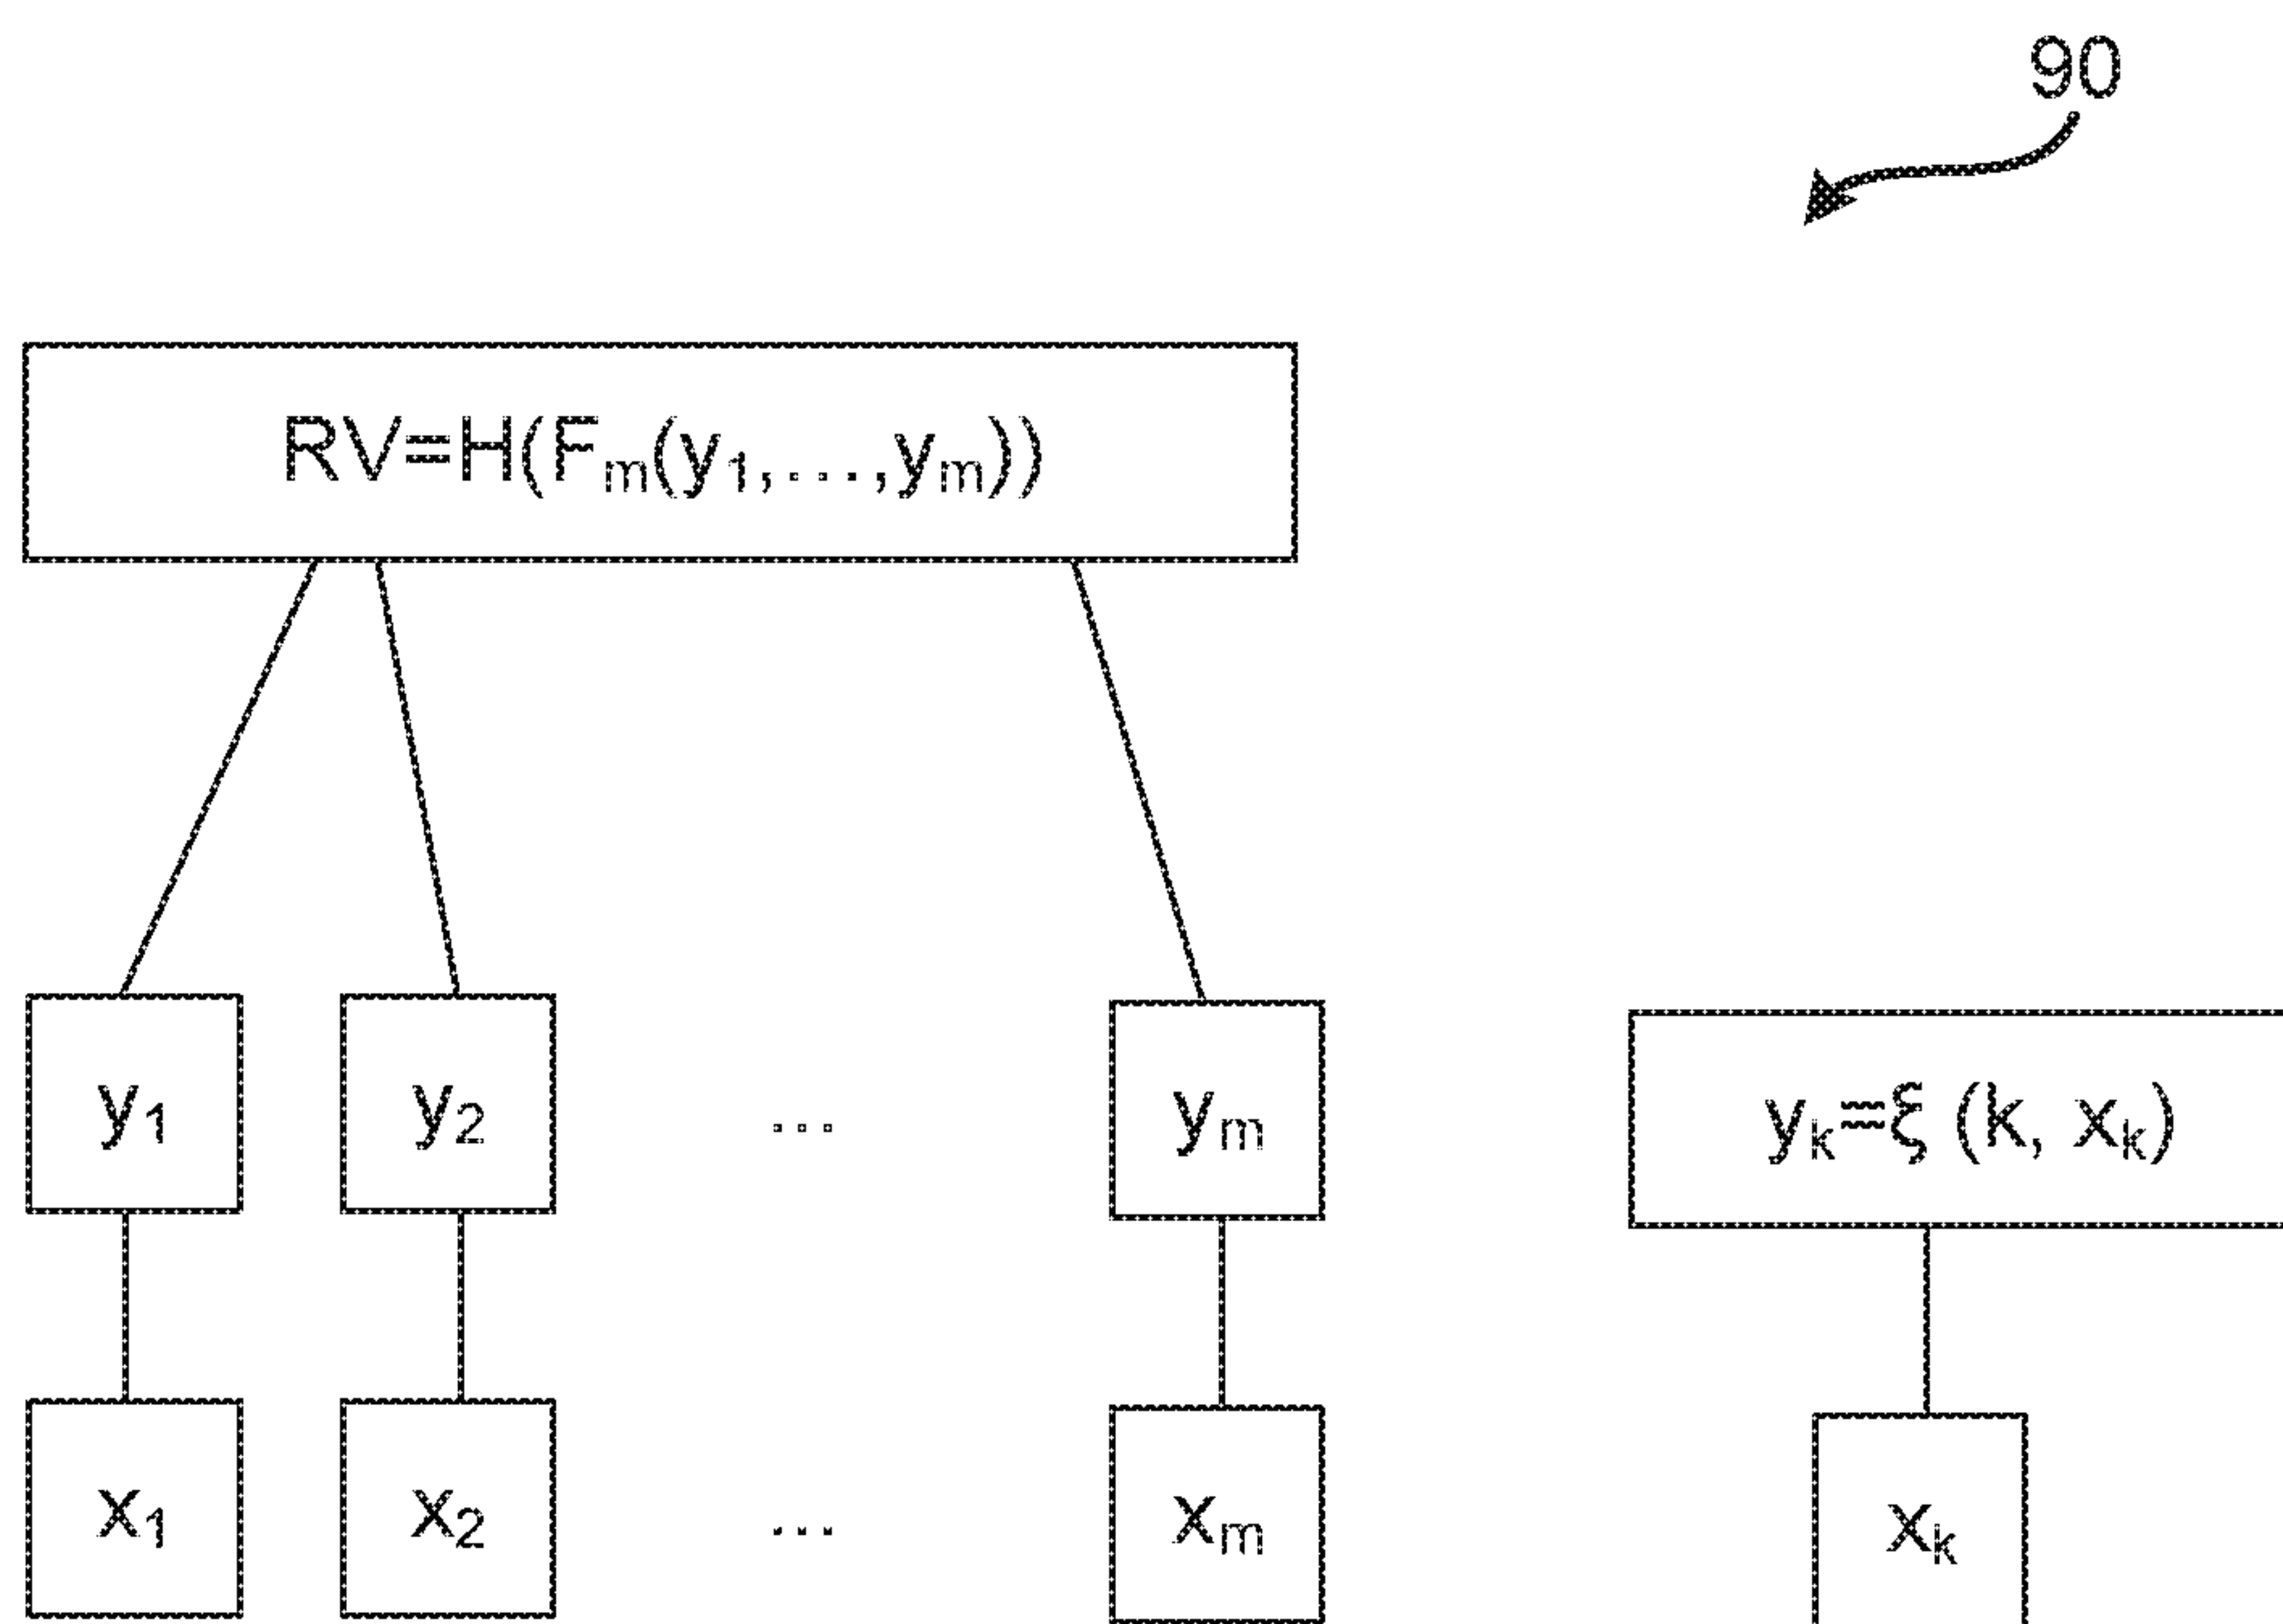 90
RV=H(Fₘ(y₁,...,yₘ))
y₁ y₂ ... yₘ yₖ=ξ (k, xₖ)
x₁ x₂ ... xₘ xₖ